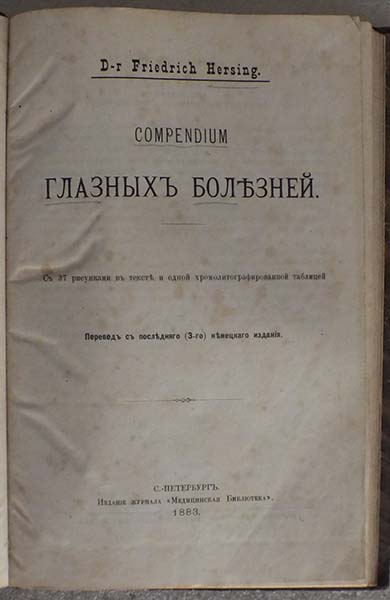 D-r Friedrich Hersing.
COMPENDIUM
ГЛАЗНЫХЪ БОЛѢЗНЕЙ.
Съ 37 рисунками въ текстѣ и одной хромолитографированной таблицей
Переводъ съ послѣдняго (3-го) нѣмецкаго изданія.
С.-ПЕТЕРБУРГЪ.
Изданіе журнала «Медицинская Библіотека».
1883.